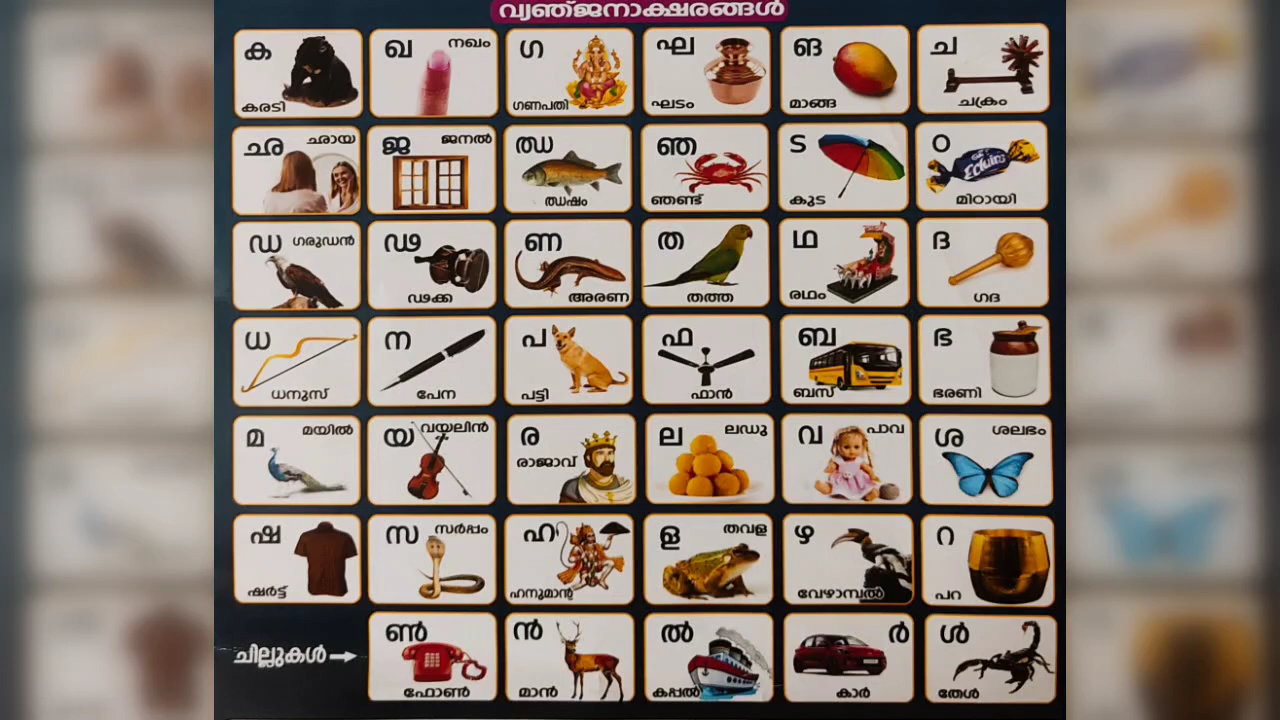 വ്യഞ്ജനാക്ഷരങ്ങൾ
ക
കരടി
ഖ
നഖം
ഗ
ഗണപതി
ഘ
ഘടം
ങ
മാങ്ങ
ച
ചക്രം
ഛ
ഛായ
ജ
ജനൽ
ഝ
ഝഷം
ഞ
ഞണ്ട്
ട
കുട
ഠ
മിഠായി
ഡ
ഗരുഡൻ
ഢ
ഢക്ക
ണ
അരണ
ത
തത്ത
ഥ
രഥം
ദ
ഗദ
ധ
ധനുസ്
ന
പേന
പ
പട്ടി
ഫ
ഫാൻ
ബ
ബസ്
ഭ
ഭരണി
മ
മയിൽ
യ
വയലിൻ
ര
രാജാവ്
ല
ലഡു
വ
പാവ
ശ
ശലഭം
ഷ
ഷർട്ട്
സ
സർപ്പം
ഹ
ഹനുമാൻ
ള
തവള
ഴ
വേഴാമ്പൽ
റ
പറ
ചില്ലുകൾ
ൺ
ഫോൺ
ൻ
മാൻ
ൽ
കപ്പൽ
ർ
കാർ
ൾ
തേൾ